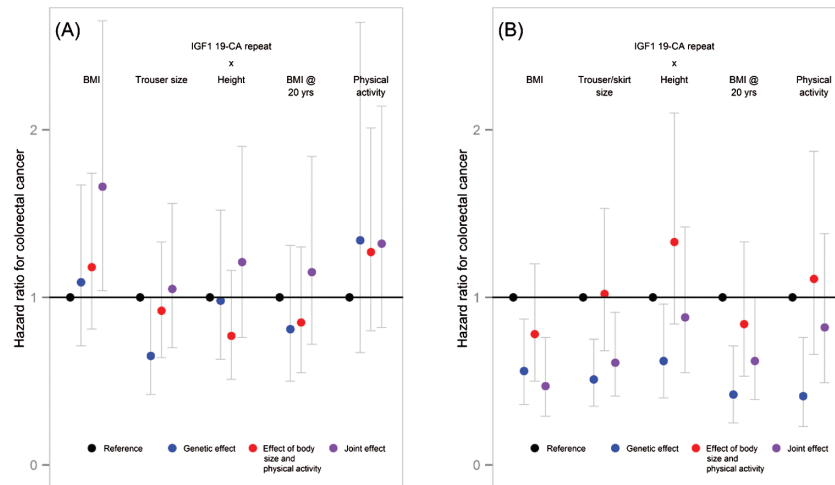 (A)
IGF1 19-CA repeat
x
BMI Trouser size Height BMI @ 20 yrs Physical activity
2
1
0
Hazard ratio for colorectal cancer
Reference Genetic effect Effect of body size and physical activity Joint effect
(B)
IGF1 19-CA repeat
x
BMI Trouser/skirt size Height BMI @ 20 yrs Physical activity
2
1
0
Hazard ratio for colorectal cancer
Reference Genetic effect Effect of body size and physical activity Joint effect